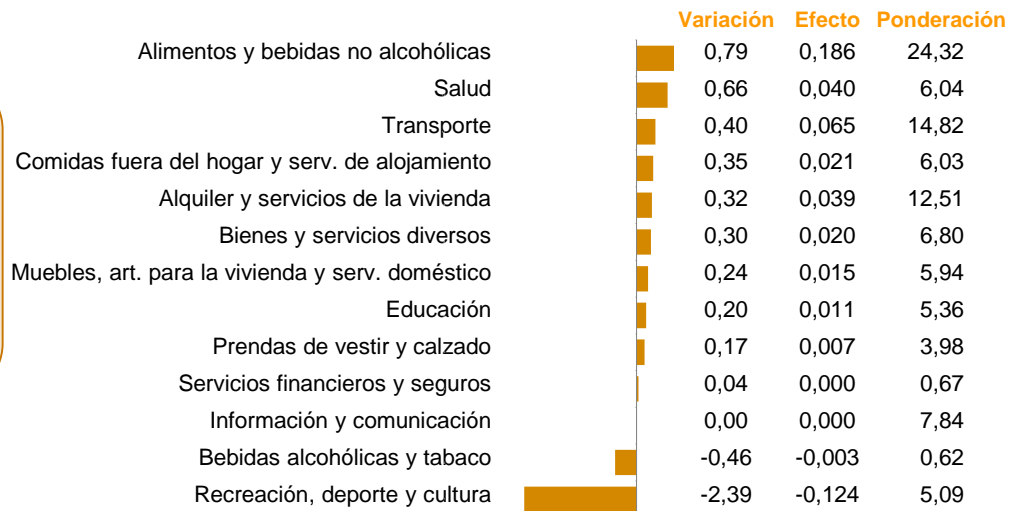 Variación Efecto Ponderación
Alimentos y bebidas no alcohólicas 0,79 0,186 24,32
Salud 0,66 0,040 6,04
Transporte 0,40 0,065 14,82
Comidas fuera del hogar y serv. de alojamiento 0,35 0,021 6,03
Alquiler y servicios de la vivienda 0,32 0,039 12,51
Bienes y servicios diversos 0,30 0,020 6,80
Muebles, art. para la vivienda y serv. doméstico 0,24 0,015 5,94
Educación 0,20 0,011 5,36
Prendas de vestir y calzado 0,17 0,007 3,98
Servicios financieros y seguros 0,04 0,000 0,67
Información y comunicación 0,00 0,000 7,84
Bebidas alcohólicas y tabaco -0,46 -0,003 0,62
Recreación, deporte y cultura -2,39 -0,124 5,09